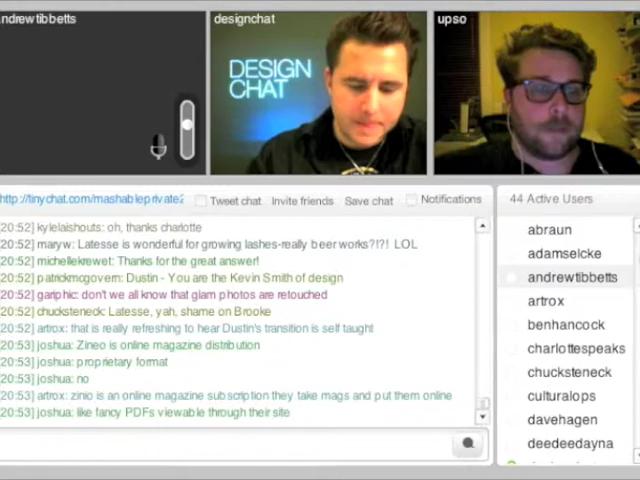 andrewtibbetts
designchat
upso
DESIGN
CHAT
http://tinychat.com/mashableprivate2
Tweet chat
Invite friends
Save chat
Notifications
44 Active Users
[20:52] kylelaishouts: oh, thanks charlotte
[20:52] maryw: Latesse is wonderful for growing lashes-really beer works?!?! LOL
[20:52] michellekrewet: Thanks for the great answer!
[20:52] patrickmcgovern: Dustin - You are the Kevin Smith of design
[20:52] gariphic: don't we all know that glam photos are retouched
[20:52] chucksteneck: Latesse, yah, shame on Brooke
[20:52] artrox: that is really refreshing to hear Dustin's transition is self taught
[20:53] joshua: Zineo is online magazine distribution
[20:53] joshua: proprietary format
[20:53] joshua: no
[20:53] artrox: zinio is an online magazine subscription they take mags and put them online
[20:53] joshua: like fancy PDFs viewable through their site
abraun
adamselcke
andrewtibbetts
artrox
benhancock
charlottespeaks
chucksteneck
culturalops
davehagen
deedeedayna